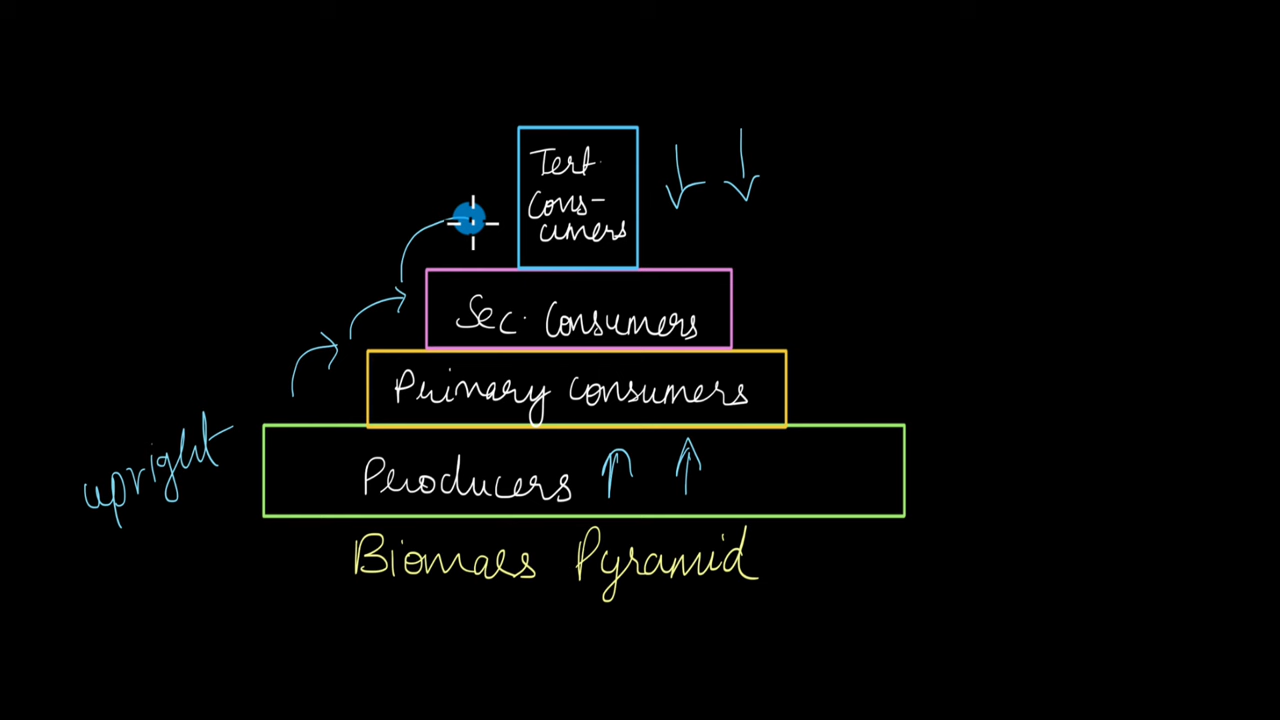 Tert.
Cons-
umers
Sec. Consumers
Primary Consumers
upright
Producers
Biomass Pyramid